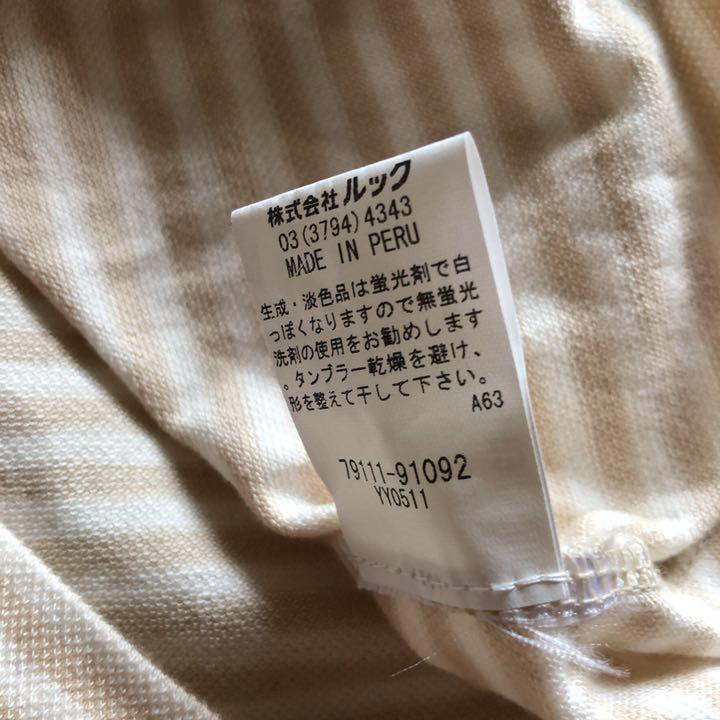 株式会社 ルック
03(3794)4343
MADE IN PERU
生成・淡色品は蛍光剤で白
っぽくなりますので無蛍光
洗剤の使用をお勧めします
。タンブラー乾燥を避け、
形を整えて干して下さい。
A63
79111-91092
YY0511